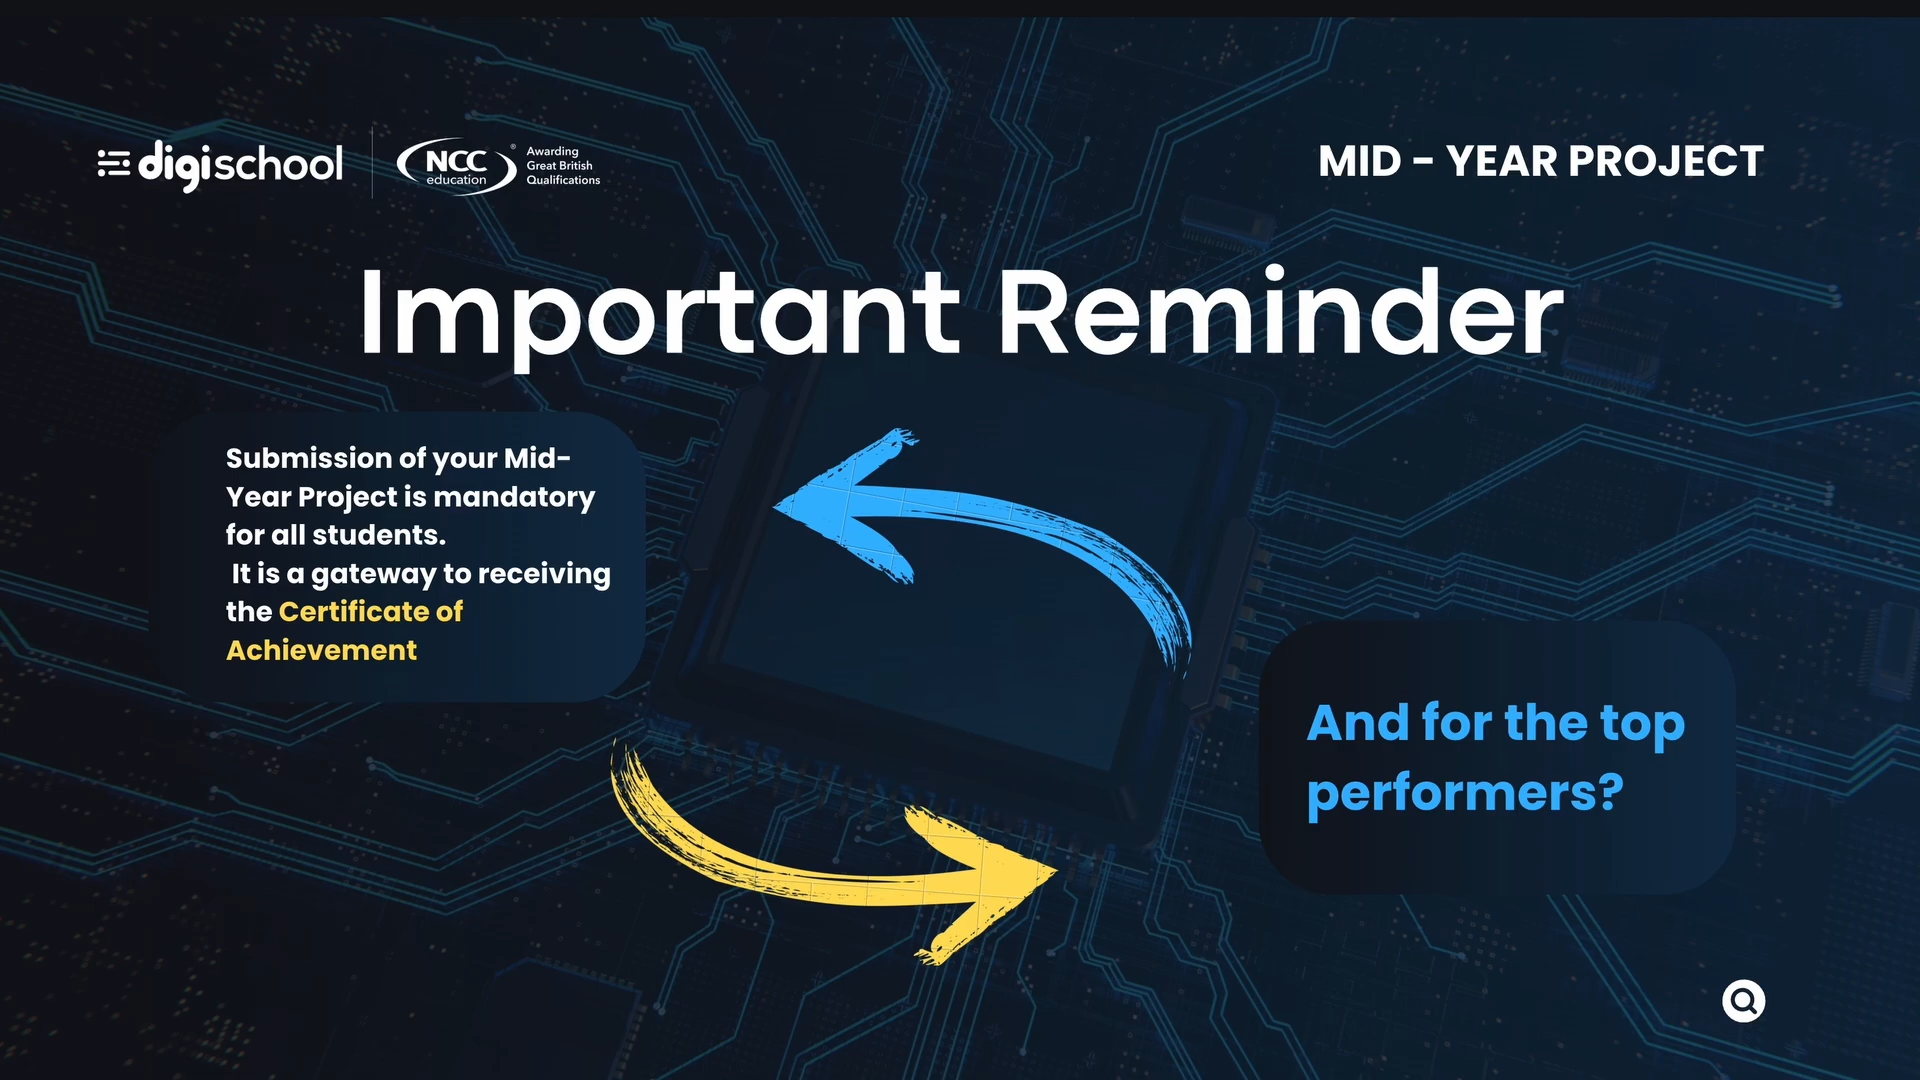 digischool
NCC
education
®
Awarding
Great British
Qualifications
MID - YEAR PROJECT
Important Reminder
Submission of your Mid-
Year Project is mandatory
for all students.
It is a gateway to receiving
the Certificate of
Achievement
And for the top
performers?